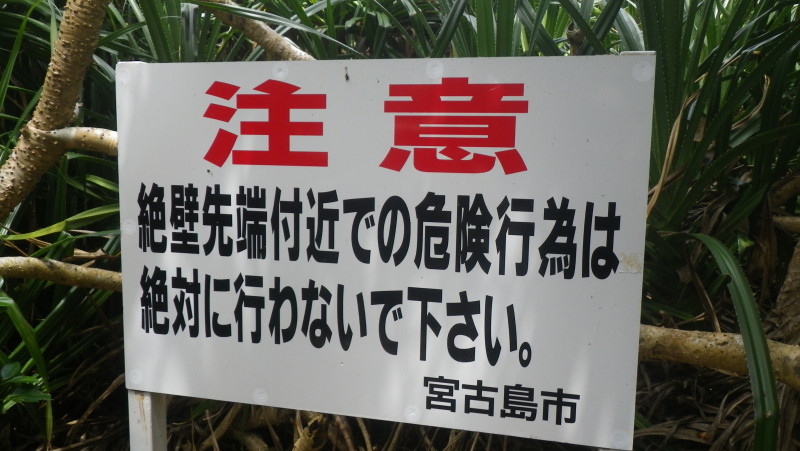 注意
絶壁先端付近での危険行為は
絶対に行わないで下さい。
宮古島市